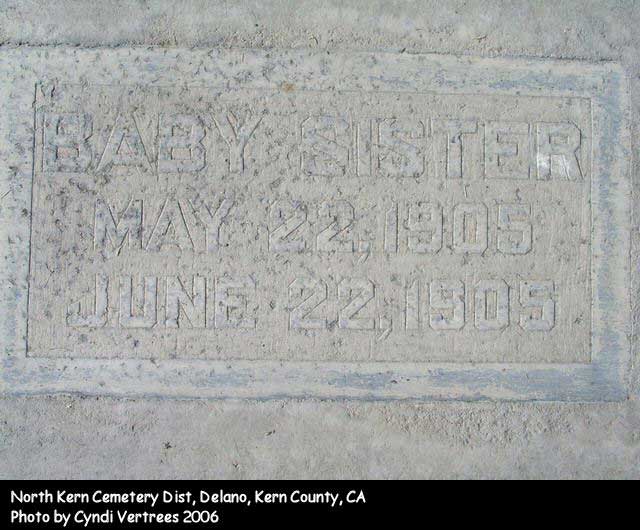 BABY SISTER
MAY 22, 1905
JUNE 22, 1905
North Kern Cemetery Dist, Delano, Kern County, CA
Photo by Cyndi Vertrees 2006